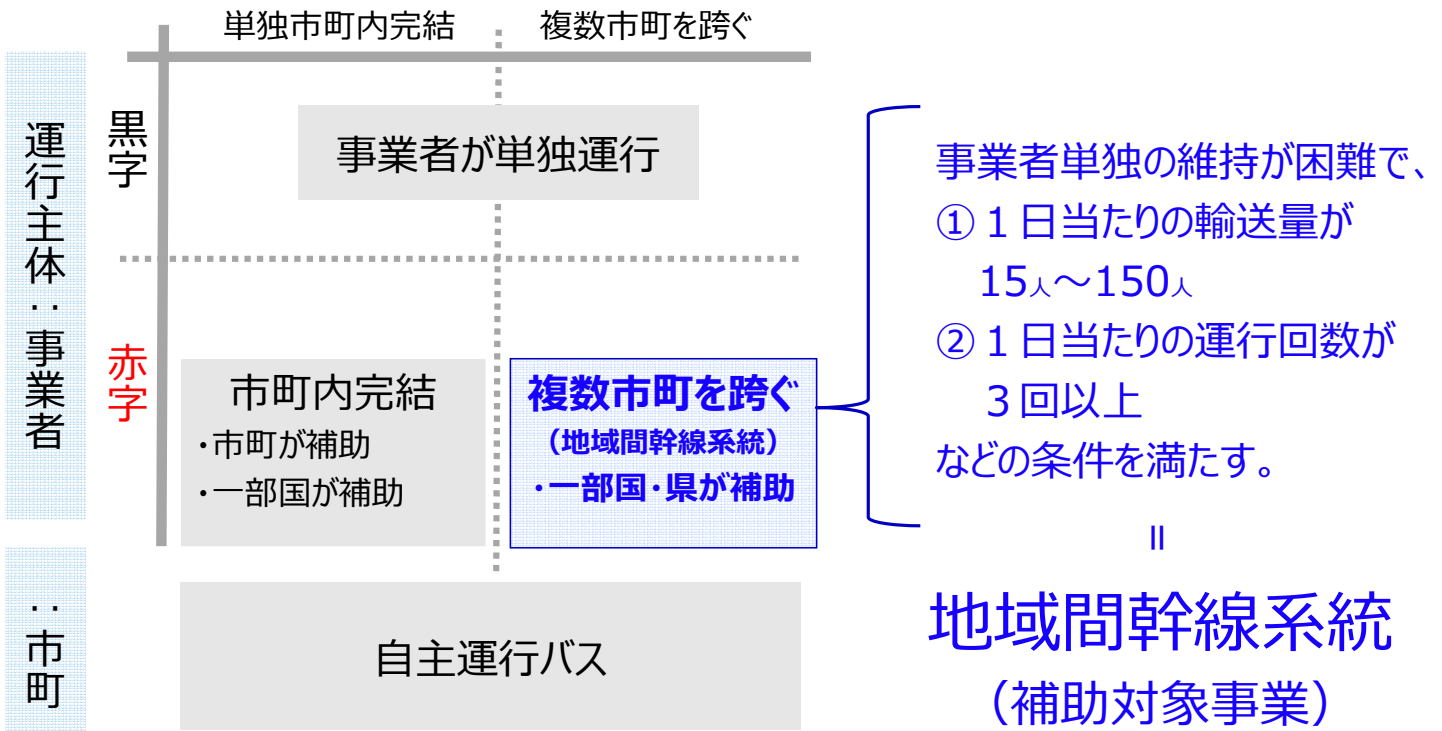 単独市町内完結
複数市町を跨ぐ
運行主体:事業者
黒字
事業者が単独運行
赤字
市町内完結
・市町が補助
・一部国が補助
複数市町を跨ぐ
(地域間幹線系統)
・一部国・県が補助
:市町
自主運行バス
事業者単独の維持が困難で、
①1日当たりの輸送量が
15人~150人
②1日当たりの運行回数が
3回以上
などの条件を満たす。
=
地域間幹線系統
(補助対象事業)